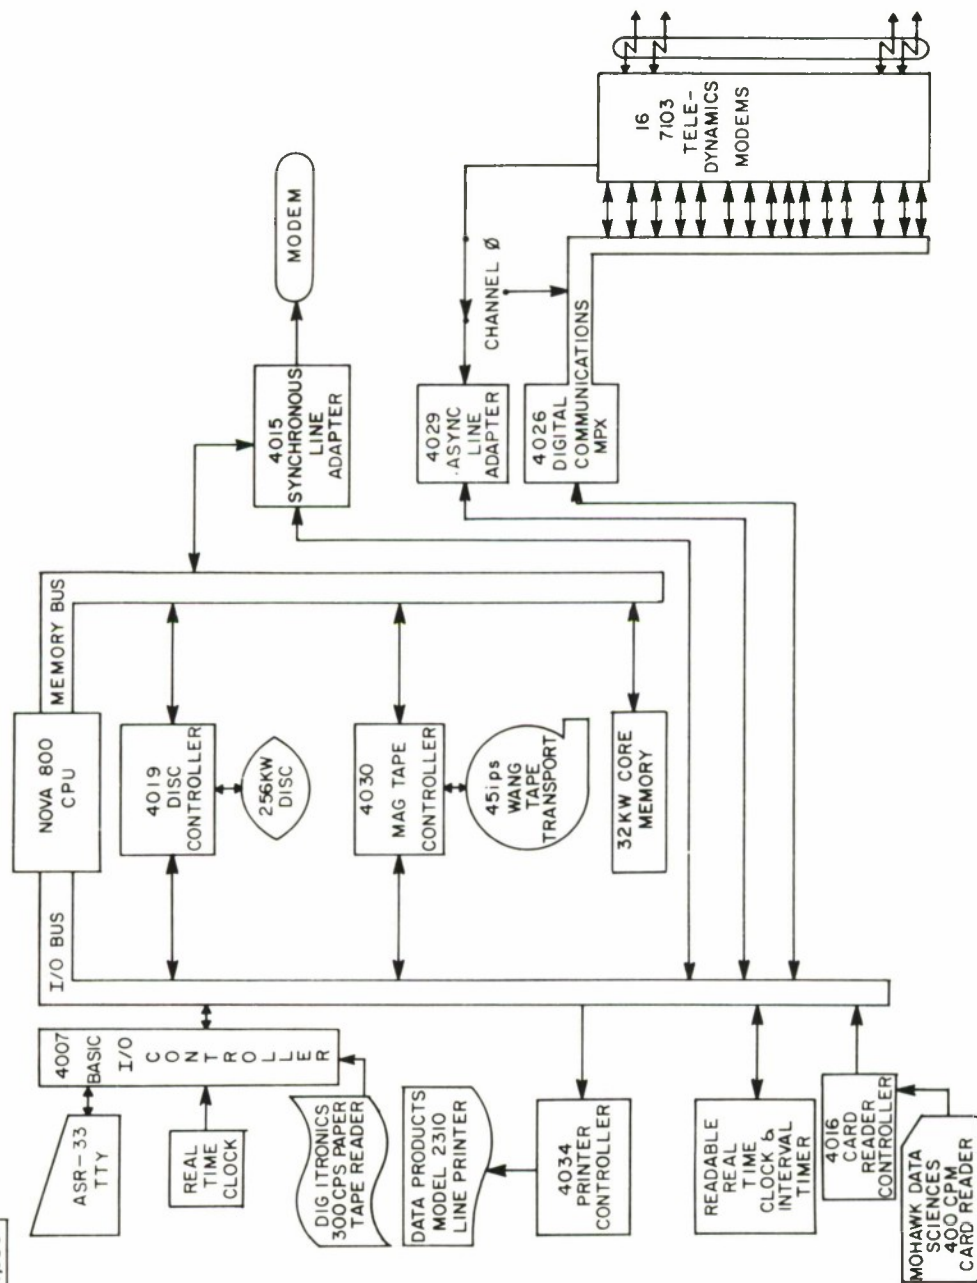 NOVA 800
CPU
MEMORY BUS
I/O BUS
4019
DISC
CONTROLLER
256KW
DISC
4030
MAG TAPE
CONTROLLER
45ips
WANG
TAPE
TRANSPORT
32KW CORE
MEMORY
4015
SYNCHRONOUS
LINE
ADAPTER
MODEM
4029
.ASYNC
LINE
ADAPTER
4026
DIGITAL
COMMUNICATIONS
MPX
CHANNEL Ø
16
7103
TELE-
DYNAMICS
MODEMS
4007
BASIC
I/O
CONTROLLER
ASR-33
TTY
REAL
TIME
CLOCK
DIGITRONICS
300 CPS PAPER
TAPE READER
DATA PRODUCTS
MODEL 2310
LINE PRINTER
4034
PRINTER
CONTROLLER
READABLE
REAL
TIME
CLOCK &
INTERVAL
TIMER
4016
CARD
READER
CONTROLLER
MOHAWK DATA
SCIENCES
400 CPM
CARD READER